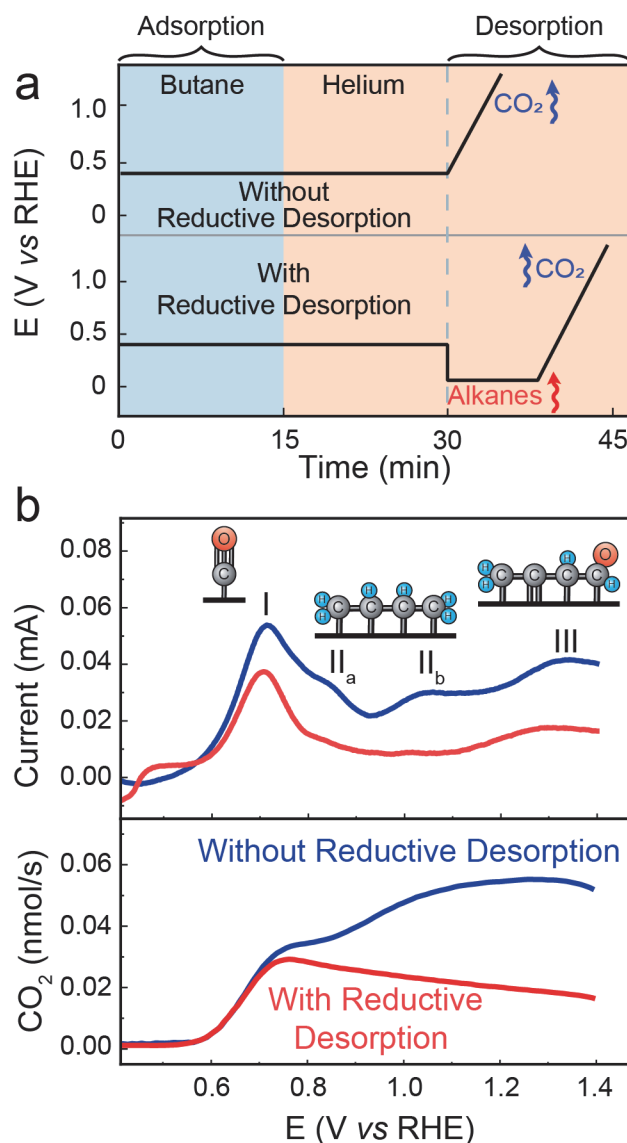 Adsorption
Desorption
a
Butane
Helium
E (V vs RHE)
1.0
0.5
0
CO₂
Without
Reductive Desorption
E (V vs RHE)
1.0
0.5
0
With
Reductive Desorption
CO₂
Alkanes
0
15
30
45
Time (min)
b
Current (mA)
0.08
0.06
0.04
0.02
0.00
O
C
I
H
H
H
H
H
H
C
C
C
C
IIₐ
II_b
H
H
H
O
H
C
C
C
C
III
CO₂ (nmol/s)
0.06
0.04
0.02
0.00
Without Reductive Desorption
With Reductive
Desorption
0.6
0.8
1.0
1.2
1.4
E (V vs RHE)